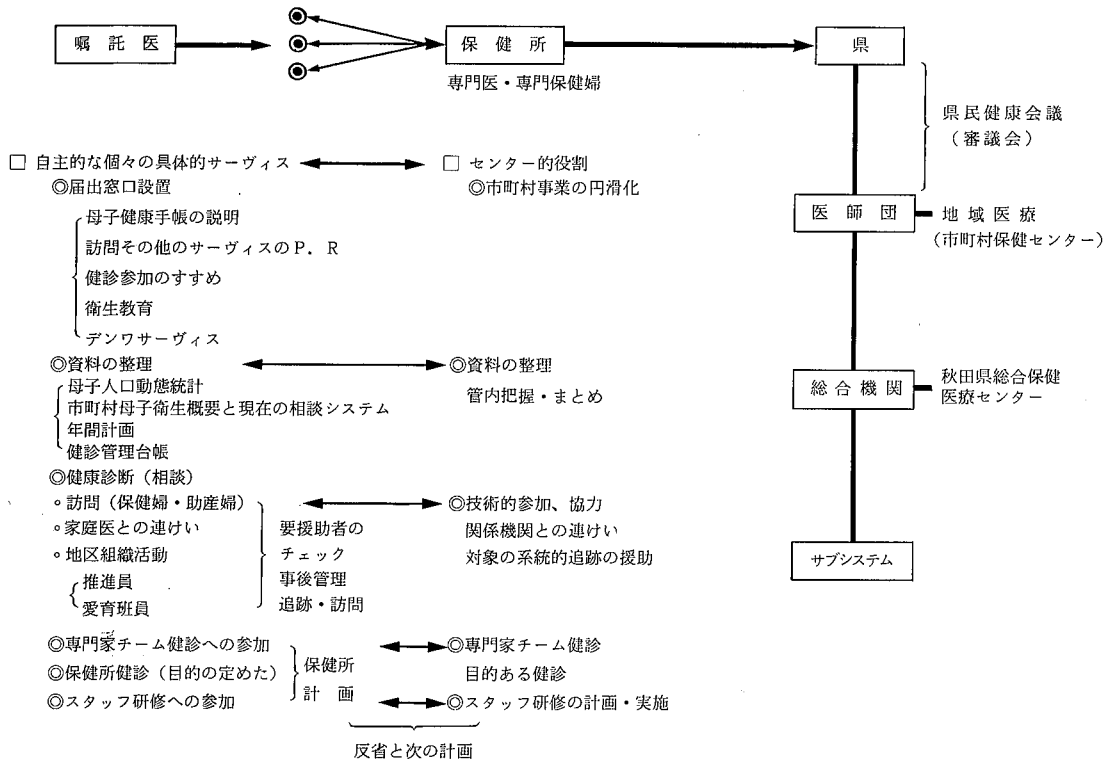 嘱託医
保健所
県
専門医・専門保健婦
県民健康会議
(審議会)
□ 自主的な個々の具体的サーヴィス
□ センター的役割
◎届出窓口設置
◎市町村事業の円滑化
医師団
地域医療
(市町村保健センター)
母子健康手帳の説明
訪問その他のサーヴィスのP.R
健診参加のすすめ
衛生教育
デンワサーヴィス
◎資料の整理
◎資料の整理
母子人口動態統計
管内把握・まとめ
市町村母子衛生概要と現在の相談システム
年間計画
健診管理台帳
総合機関
秋田県総合保健
医療センター
◎健康診断(相談)
◦訪問(保健婦・助産婦)
◦家庭医との連けい
◦地区組織活動
推進員
愛育班員
要援助者の
チェック
事後管理
追跡・訪問
◎技術的参加、協力
関係機関との連けい
対象の系統的追跡の援助
サブシステム
◎専門家チーム健診への参加
◎保健所健診(目的の定めた)
◎スタッフ研修への参加
保健所
計画
◎専門家チーム健診
目的ある健診
◎スタッフ研修の計画・実施
反省と次の計画